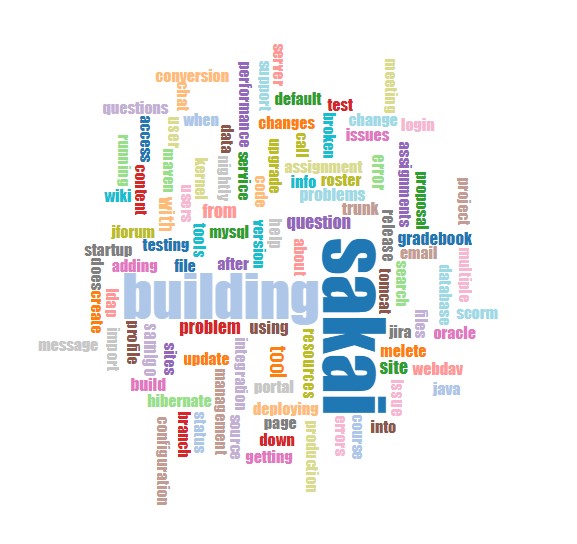 server
meeting
conversion
chat
performance
support
default
test
questions
access
user
when
data
changes
call
broken
change
login
issues
running
content
maven
kernel
nightly
service
upgrade
assignment
error
assignments
wiki
users
code
info
roster
problems
proposal
project
with
from
trunk
release
jforum
tools
mysql
version
help
question
gradebook
startup
testing
about
sakai
email
does
adding
file
after
tomcat
search
database
multiple
create
ldap
building
files
scorm
message
import
profile
samigo
sites
problem
using
resources
jira
oracle
update
integration
tool
melete
site
webdav
build
management
portal
issue
java
hibernate
deploying
configuration
branch
status
source
page
production
errors
course
into
down
getting